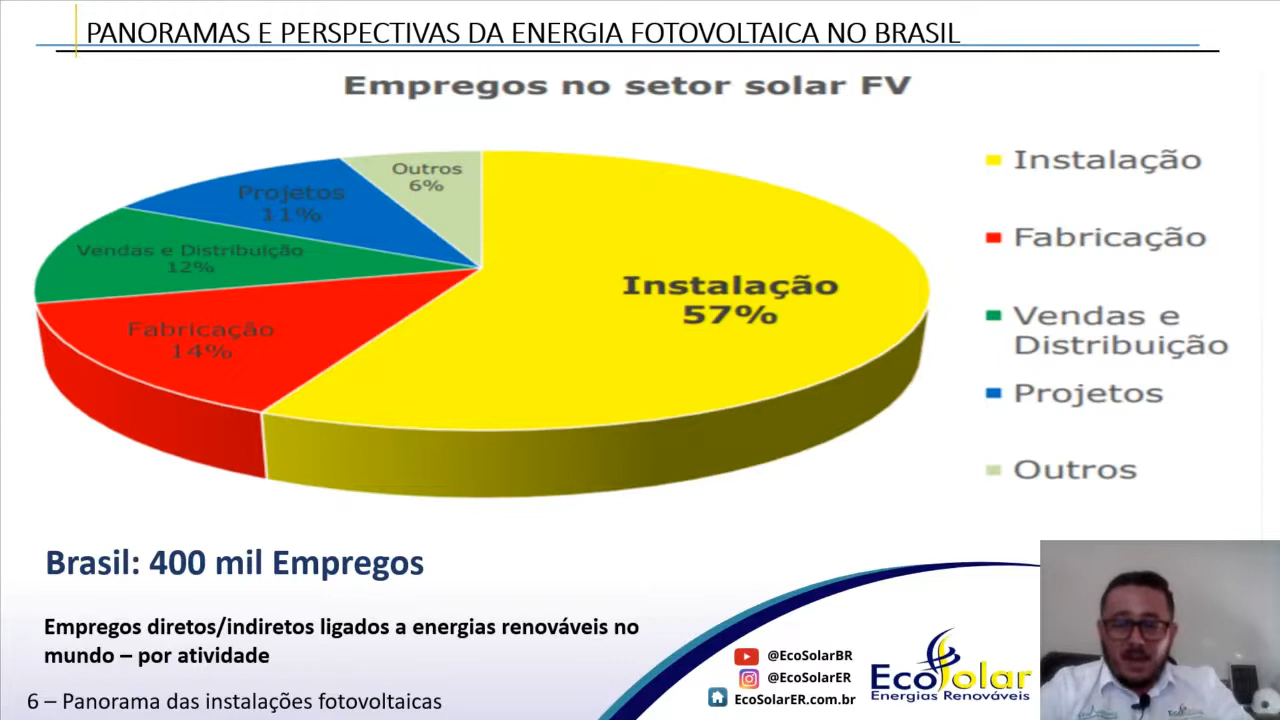 PANORAMAS E PERSPECTIVAS DA ENERGIA FOTOVOLTAICA NO BRASIL
Empregos no setor solar FV
Outros
6%
Projetos
11%
Vendas e Distribuição
12%
Fabricação
14%
Instalação
57%
Instalação
Fabricação
Vendas e
Distribuição
Projetos
Outros
Brasil: 400 mil Empregos
Empregos diretos/indiretos ligados a energias renováveis no
mundo – por atividade
6 – Panorama das instalações fotovoltaicas
@EcoSolarBR
@EcoSolarER
EcoSolarER.com.br
EcoSolar
Energias Renováveis